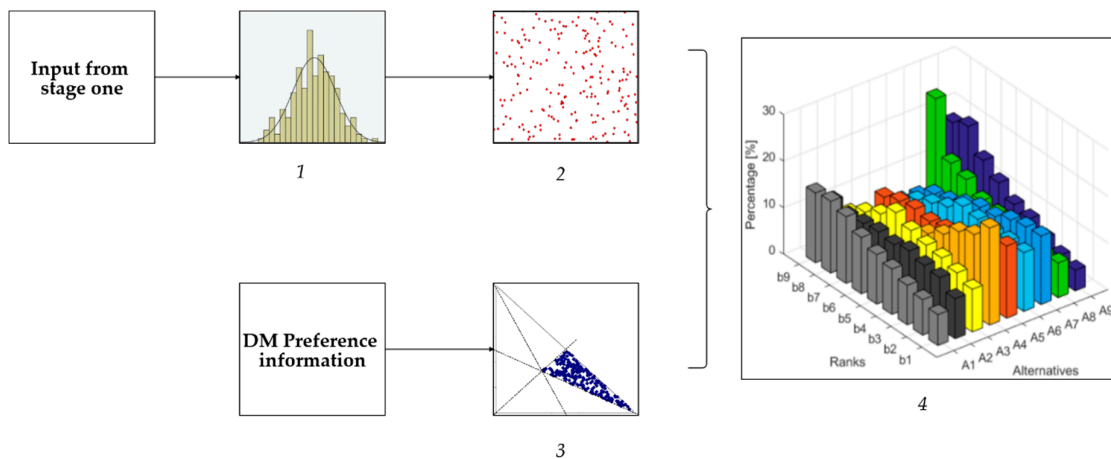 Input from
stage one
1
2
DM Preference
information
3
Percentage [%]
30
20
10
0
b9
b8
b7
b6
b5
b4
b3
b2
b1
Ranks
A1
A2
A3
A4
A5
A6
A7
A8
A9
Alternatives
4